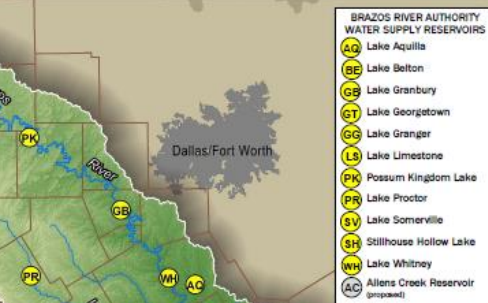 BRAZOS RIVER AUTHORITY
WATER SUPPLY RESERVOIRS
AQ Lake Aquilla
BE Lake Belton
GB Lake Granbury
GT Lake Georgetown
GG Lake Granger
LS Lake Limestone
PK Possum Kingdom Lake
PR Lake Proctor
SV Lake Somerville
SH Stillhouse Hollow Lake
WH Lake Whitney
AC Allens Creek Reservoir
(proposed)
PK
Dallas/Fort Worth
River
GB
PR
WH
AQ